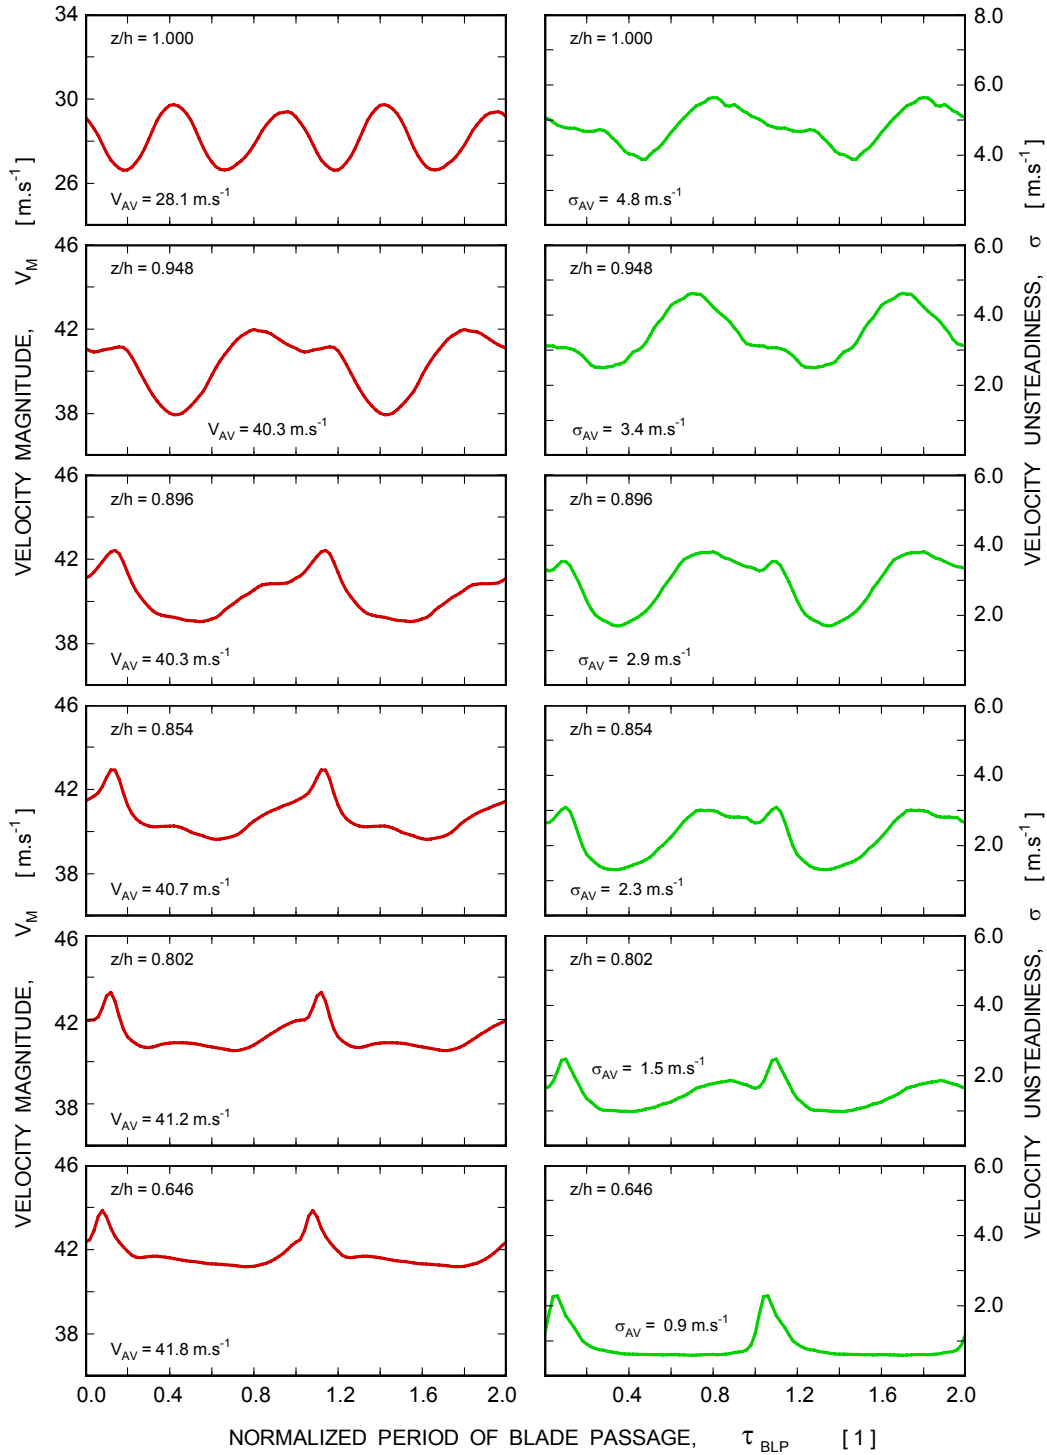 34
30
26
z/h = 1.000
V_AV = 28.1 m.s⁻¹
z/h = 1.000
σ_AV = 4.8 m.s⁻¹
8.0
6.0
4.0
46
42
38
z/h = 0.948
V_AV = 40.3 m.s⁻¹
z/h = 0.948
σ_AV = 3.4 m.s⁻¹
6.0
4.0
2.0
46
42
38
z/h = 0.896
V_AV = 40.3 m.s⁻¹
z/h = 0.896
σ_AV = 2.9 m.s⁻¹
6.0
4.0
2.0
VELOCITY MAGNITUDE, V_M [ m.s⁻¹ ]
VELOCITY UNSTEADINESS, σ [ m.s⁻¹ ]
46
42
38
z/h = 0.854
V_AV = 40.7 m.s⁻¹
z/h = 0.854
σ_AV = 2.3 m.s⁻¹
6.0
4.0
2.0
46
42
38
z/h = 0.802
V_AV = 41.2 m.s⁻¹
z/h = 0.802
σ_AV = 1.5 m.s⁻¹
6.0
4.0
2.0
46
42
38
z/h = 0.646
V_AV = 41.8 m.s⁻¹
z/h = 0.646
σ_AV = 0.9 m.s⁻¹
6.0
4.0
2.0
VELOCITY MAGNITUDE, V_M [ m.s⁻¹ ]
VELOCITY UNSTEADINESS, σ [ m.s⁻¹ ]
0.0 0.4 0.8 1.2 1.6 2.0
0.4 0.8 1.2 1.6 2.0
NORMALIZED PERIOD OF BLADE PASSAGE, τ_BLP [ 1 ]